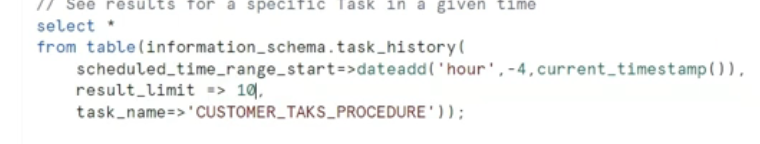 // See results for a specific Task in a given time
select *
from table(information_schema.task_history(
    scheduled_time_range_start=>dateadd('hour',-4,current_timestamp()),
    result_limit => 10,
    task_name=>'CUSTOMER_TAKS_PROCEDURE'));